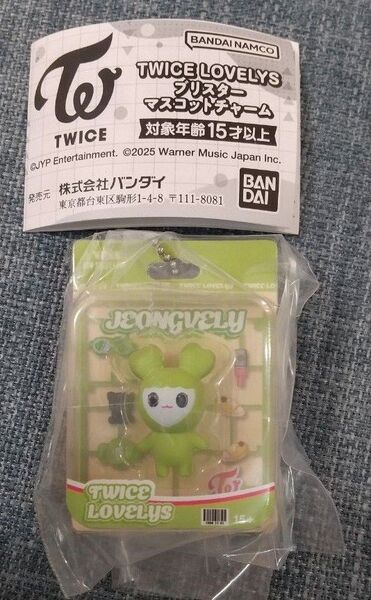 BANDAI NAMCO
TWICE
TWICE LOVELYS
ブリスター
マスコットチャーム
対象年齢15才以上
©JYP Entertainment. ©2025 Warner Music Japan Inc.
発売元 株式会社バンダイ
東京都台東区駒形1-4-8 〒111-8081
BAN
DAI
JEONGVELY
TWICE
LOVELYS
15+